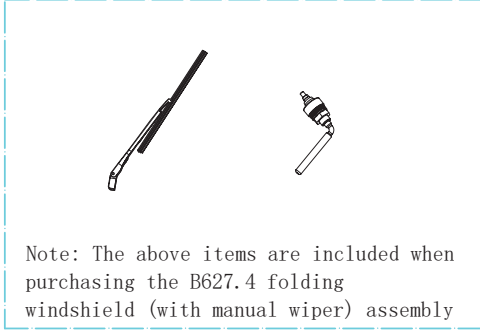 Note: The above items are included when
purchasing the B627.4 folding
windshield (with manual wiper) assembly